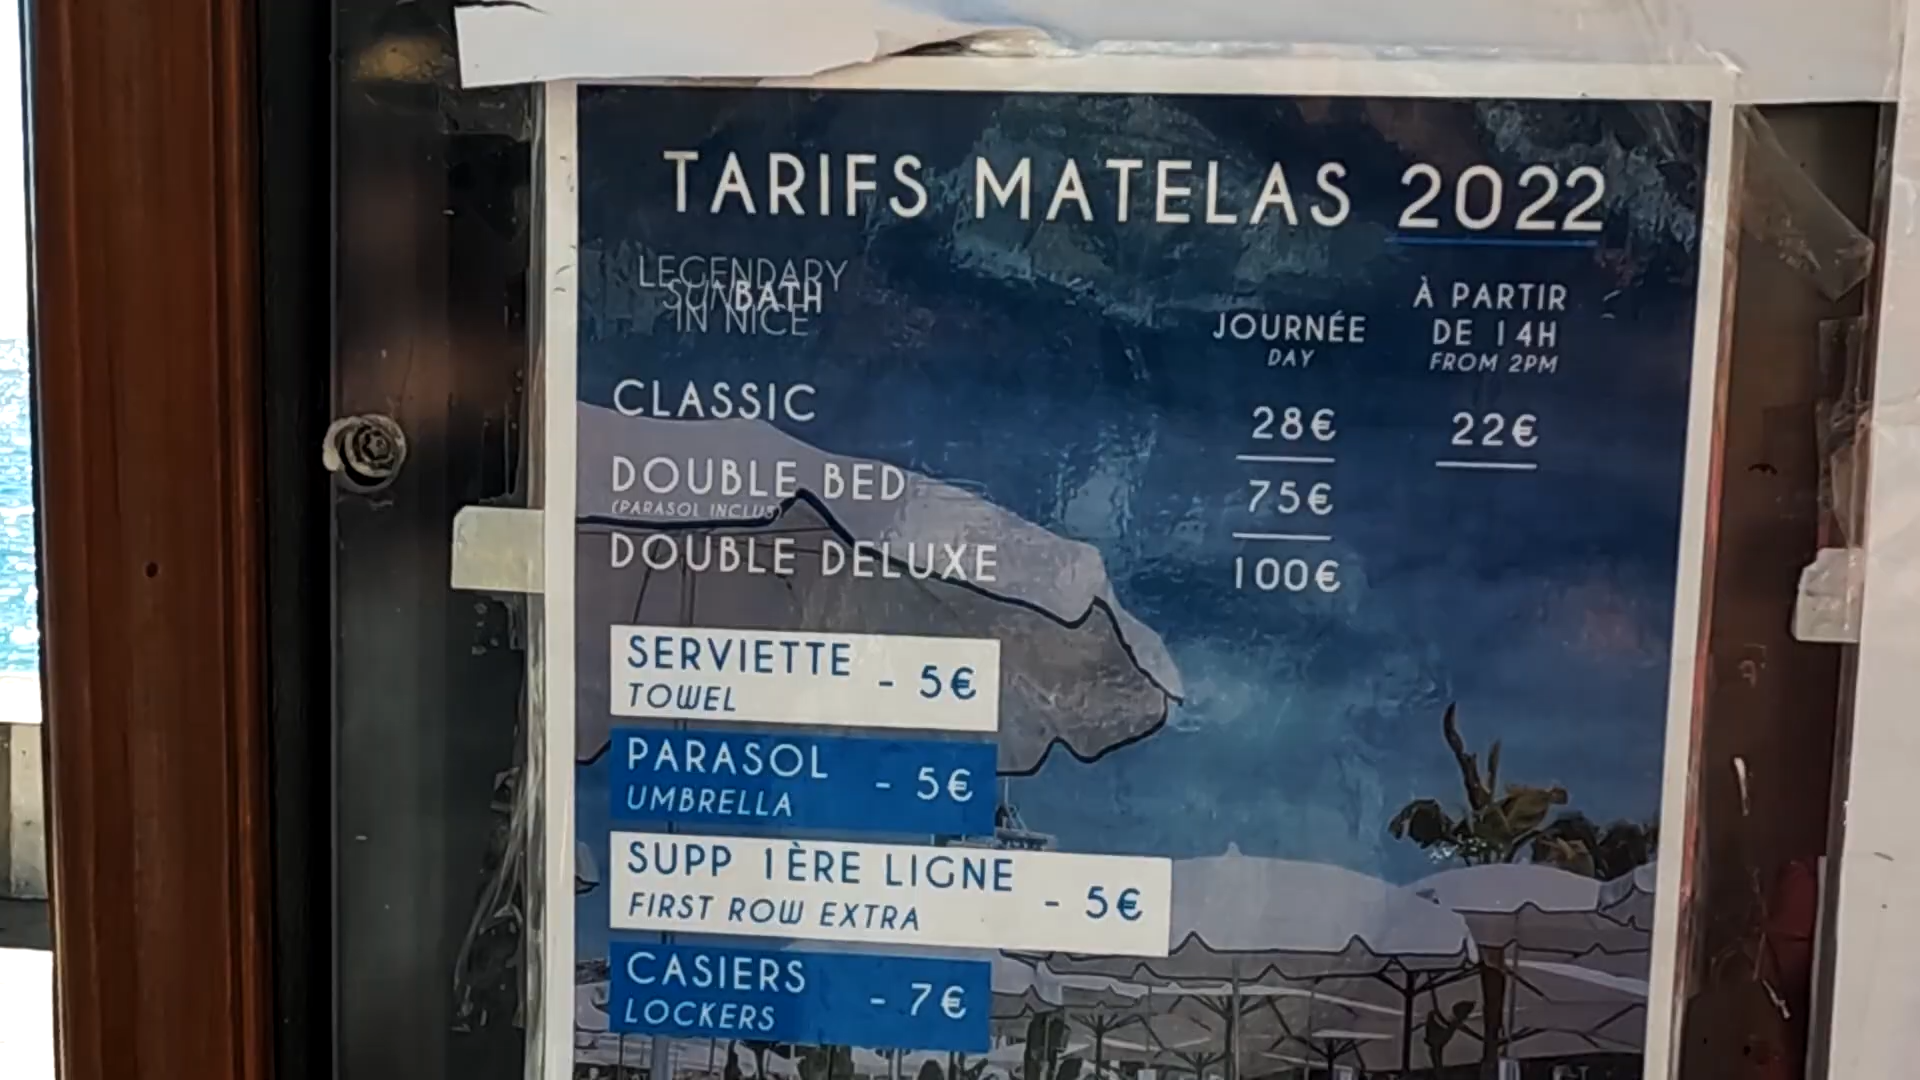 TARIFS MATELAS 2022
LEGENDARY
SUNBATH
IN NICE
JOURNÉE
DAY
À PARTIR
DE 14H
FROM 2PM
CLASSIC 28€ 22€
DOUBLE BED 75€
(PARASOL INCLUS)
DOUBLE DELUXE 100€
SERVIETTE - 5€
TOWEL
PARASOL - 5€
UMBRELLA
SUPP 1ÈRE LIGNE - 5€
FIRST ROW EXTRA
CASIERS - 7€
LOCKERS